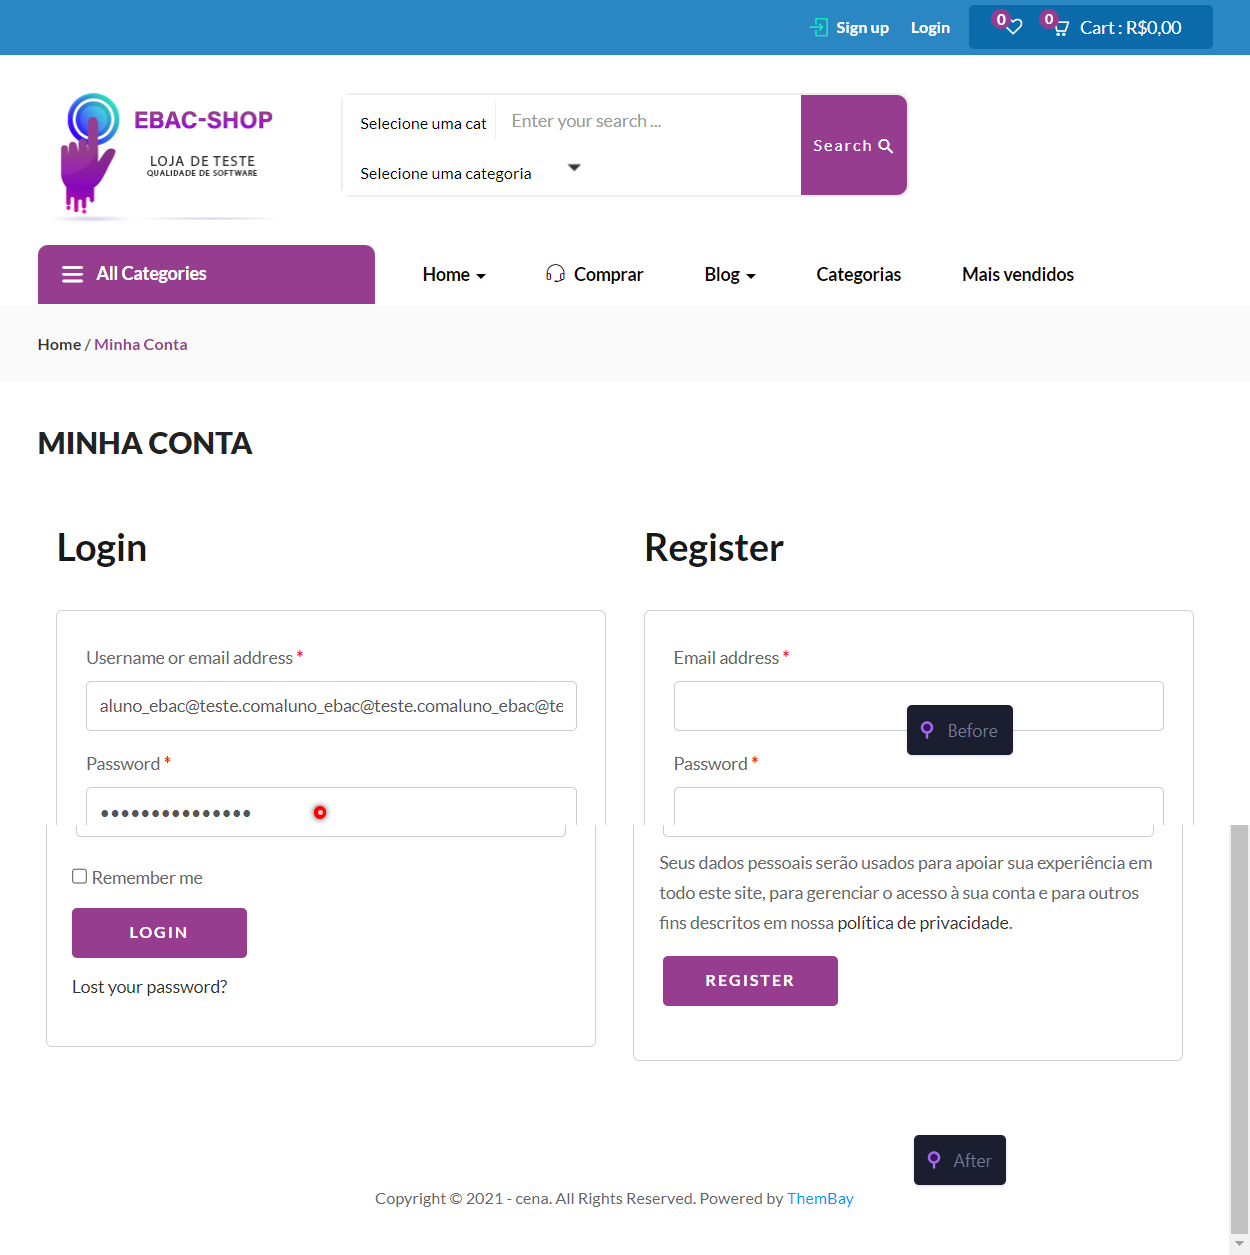 Sign up Login 0 0 Cart : R$0,00
EBAC-SHOP
LOJA DE TESTE
QUALIDADE DE SOFTWARE
Selecione uma cat Enter your search ...
Selecione uma categoria
Search
All Categories Home Comprar Blog Categorias Mais vendidos
Home / Minha Conta
MINHA CONTA
Login
Username or email address *
aluno_ebac@teste.comaluno_ebac@teste.comaluno_ebac@te
Password *
•••••••••••••••
Remember me
LOGIN
Lost your password?
Register
Email address *
Before
Password *
Seus dados pessoais serão usados para apoiar sua experiência em
todo este site, para gerenciar o acesso à sua conta e para outros
fins descritos em nossa política de privacidade.
REGISTER
After
Copyright © 2021 - cena. All Rights Reserved. Powered by ThemBay